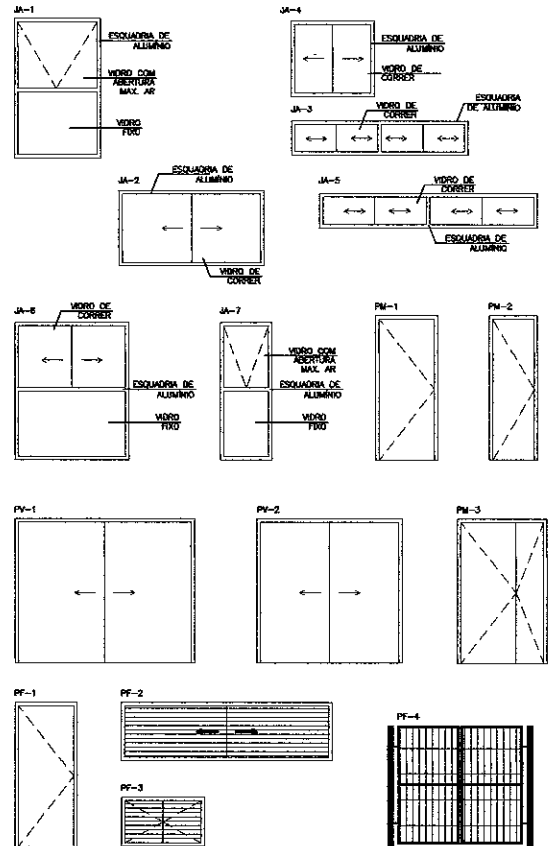 JA-1
ESQUADRIA DE
ALUMÍNIO
VIDRO COM
ABERTURA
MAX. AR
VIDRO
FIXO
JA-4
ESQUADRIA DE
ALUMÍNIO
VIDRO DE
CORRER
JA-3
VIDRO DE
CORRER
ESQUADRIA
DE ALUMÍNIO
JA-2
ESQUADRIA DE
ALUMÍNIO
VIDRO DE
CORRER
JA-5
VIDRO DE
CORRER
ESQUADRIA DE
ALUMÍNIO
JA-6
VIDRO DE
CORRER
ESQUADRIA DE
ALUMÍNIO
VIDRO
FIXO
JA-7
VIDRO COM
ABERTURA
MAX. AR
VIDRO
FIXO
PM-1
PM-2
PV-1
PV-2
PM-3
PF-1
PF-2
PF-3
PF-4